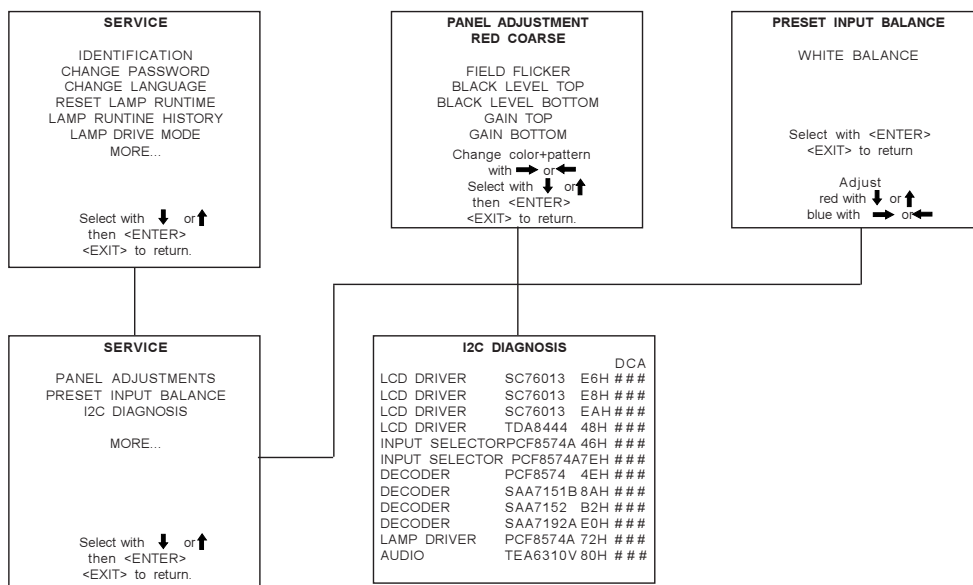 SERVICE
IDENTIFICATION
CHANGE PASSWORD
CHANGE LANGUAGE
RESET LAMP RUNTIME
LAMP RUNTINE HISTORY
LAMP DRIVE MODE
MORE...
Select with ⬇ or ⬆
then <ENTER>
<EXIT> to return.
PANEL ADJUSTMENT
RED COARSE
FIELD FLICKER
BLACK LEVEL TOP
BLACK LEVEL BOTTOM
GAIN TOP
GAIN BOTTOM
Change color+pattern
with ➡ or ⬅
Select with ⬇ or ⬆
then <ENTER>
<EXIT> to return.
PRESET INPUT BALANCE
WHITE BALANCE
Select with <ENTER>
<EXIT> to return
Adjust
red with ⬇ or ⬆
blue with ➡ or ⬅
SERVICE
PANEL ADJUSTMENTS
PRESET INPUT BALANCE
I2C DIAGNOSIS
MORE...
Select with ⬇ or ⬆
then <ENTER>
<EXIT> to return.
I2C DIAGNOSIS
DCA
LCD DRIVER SC76013 E6H ###
LCD DRIVER SC76013 E8H ###
LCD DRIVER SC76013 EAH ###
LCD DRIVER TDA8444 48H ###
INPUT SELECTORPCF8574A 46H ###
INPUT SELECTOR PCF8574A7EH ###
DECODER PCF8574 4EH ###
DECODER SAA7151B 8AH ###
DECODER SAA7152 B2H ###
DECODER SAA7192A E0H ###
LAMP DRIVER PCF8574A 72H ###
AUDIO TEA6310V 80H ###